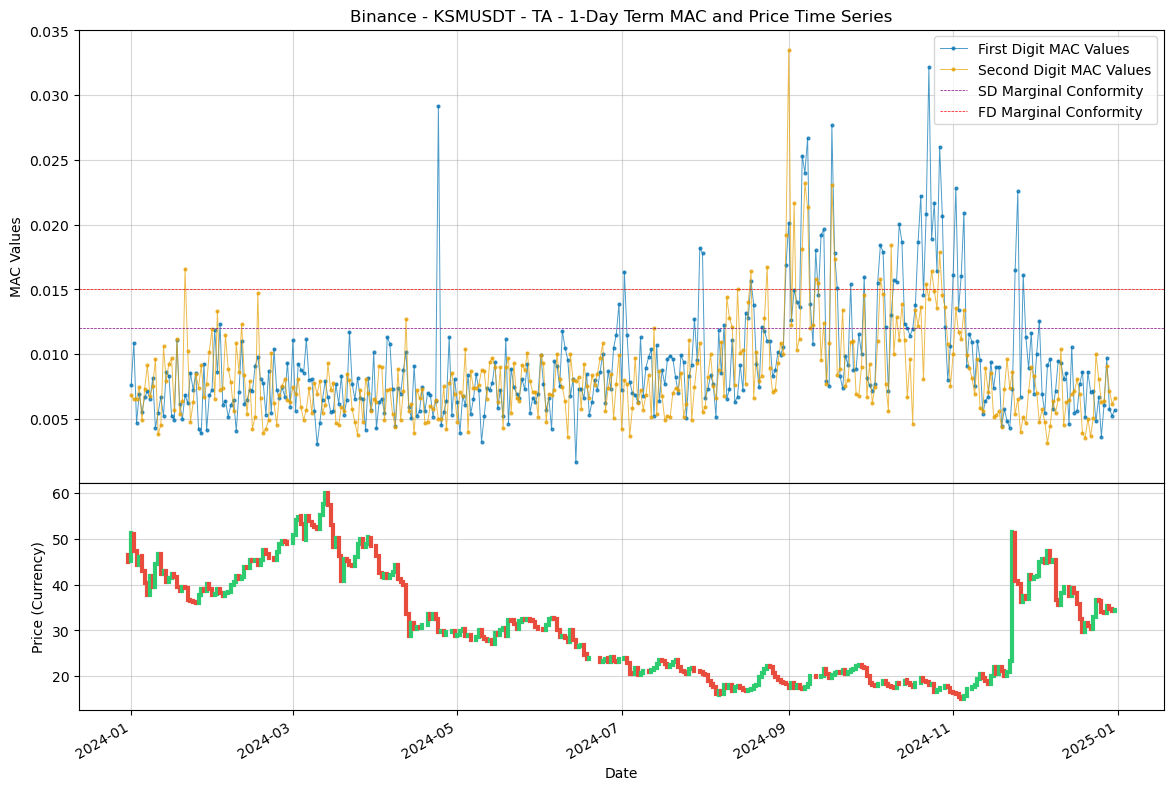 Binance - KSMUSDT - TA - 1-Day Term MAC and Price Time Series
0.035
0.030
0.025
0.020
0.015
0.010
0.005
MAC Values
First Digit MAC Values
Second Digit MAC Values
SD Marginal Conformity
FD Marginal Conformity
60
50
40
30
20
Price (Currency)
2024-01
2024-03
2024-05
2024-07
2024-09
2024-11
2025-01
Date